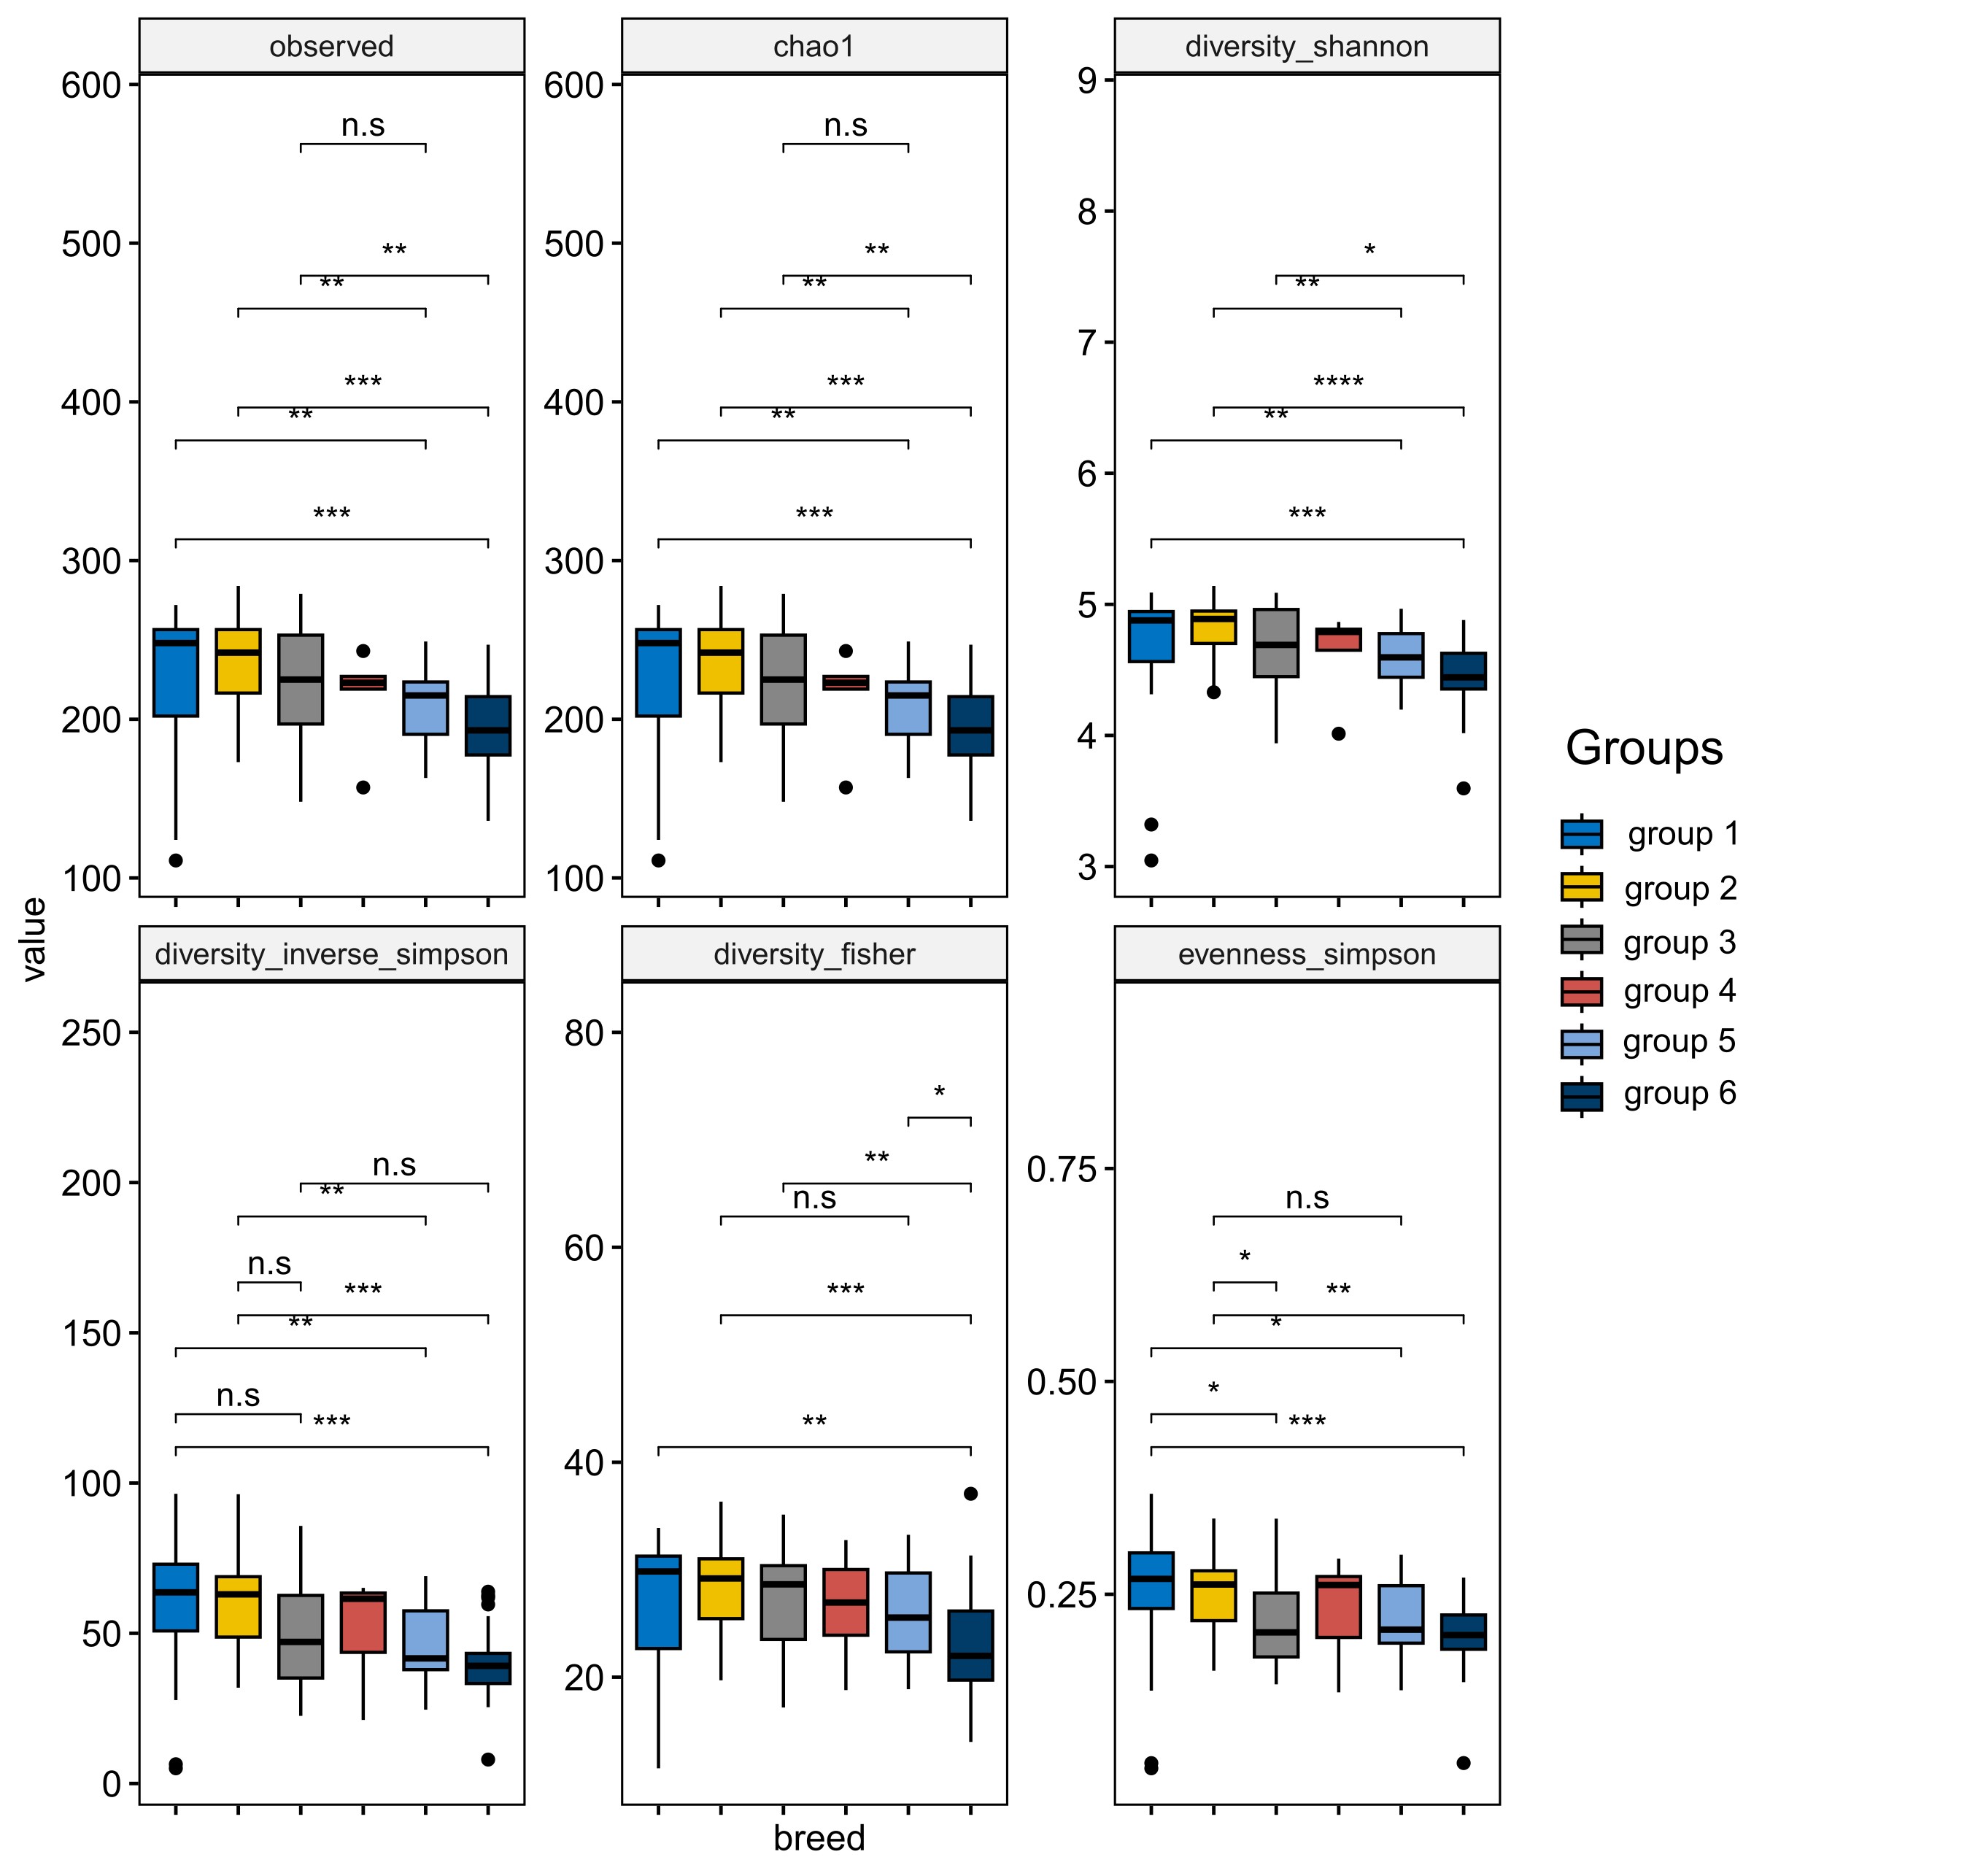 observed
chao1
diversity_shannon
600
500
400
300
200
100
n.s
**
**
***
**
***
600
500
400
300
200
100
n.s
**
**
***
**
***
9
8
7
6
5
4
3
*
**
****
**
***
value
diversity_inverse_simpson
diversity_fisher
evenness_simpson
250
200
150
100
50
0
n.s
**
n.s
***
**
n.s
***
80
60
40
20
*
**
n.s
***
**
0.75
0.50
0.25
n.s
*
**
*
*
***
breed
Groups
group 1
group 2
group 3
group 4
group 5
group 6